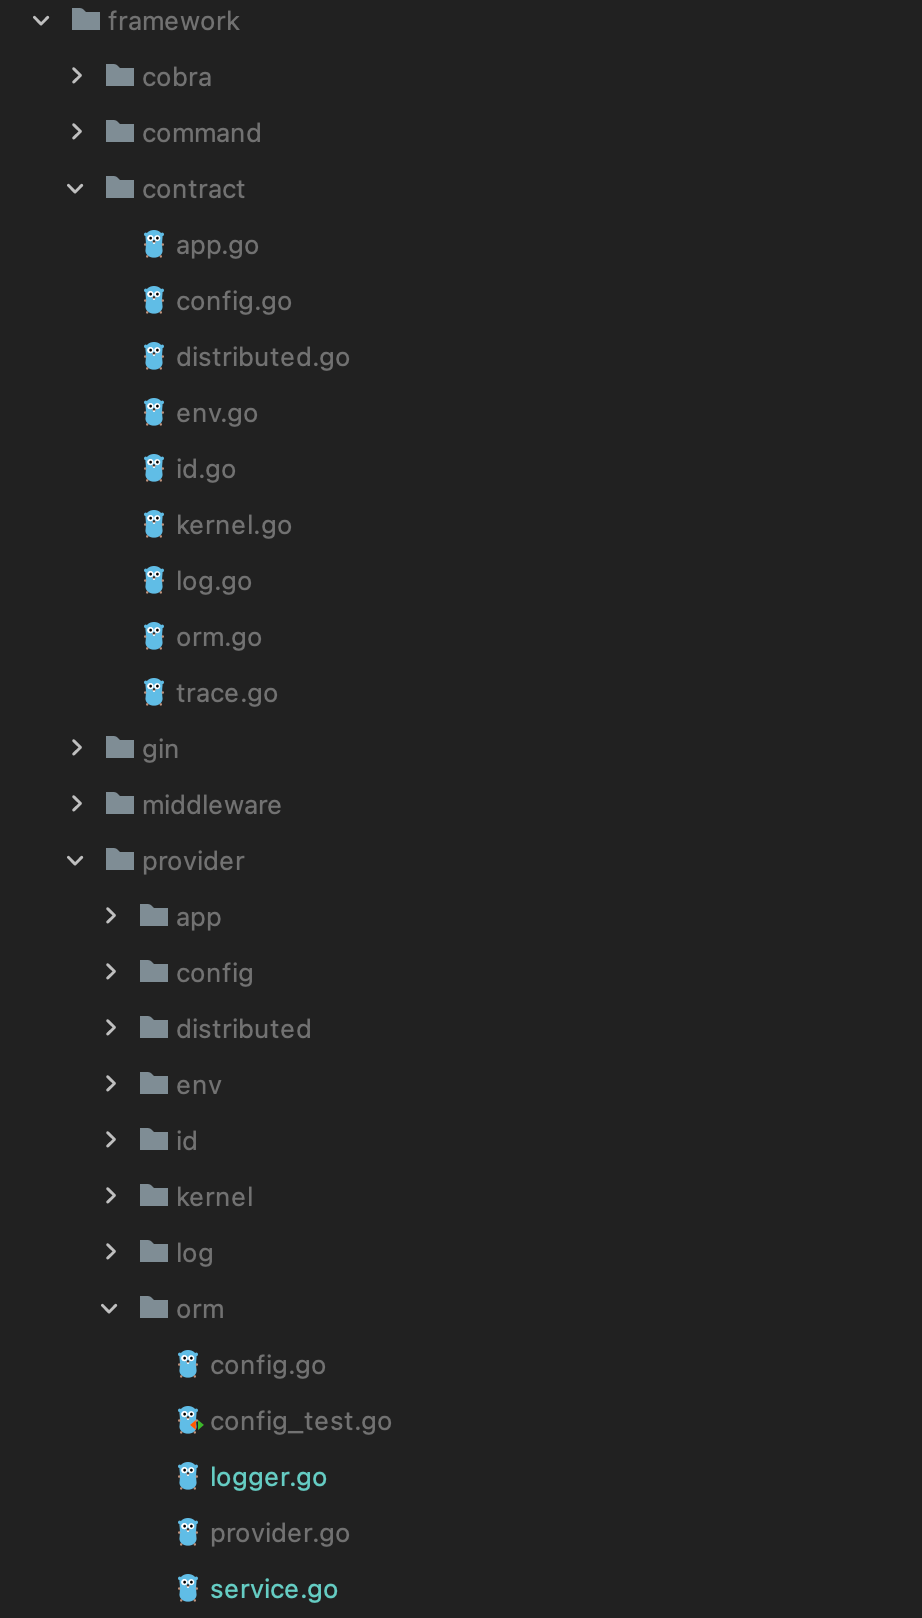 framework
cobra
command
contract
app.go
config.go
distributed.go
env.go
id.go
kernel.go
log.go
orm.go
trace.go
gin
middleware
provider
app
config
distributed
env
id
kernel
log
orm
config.go
config_test.go
logger.go
provider.go
service.go